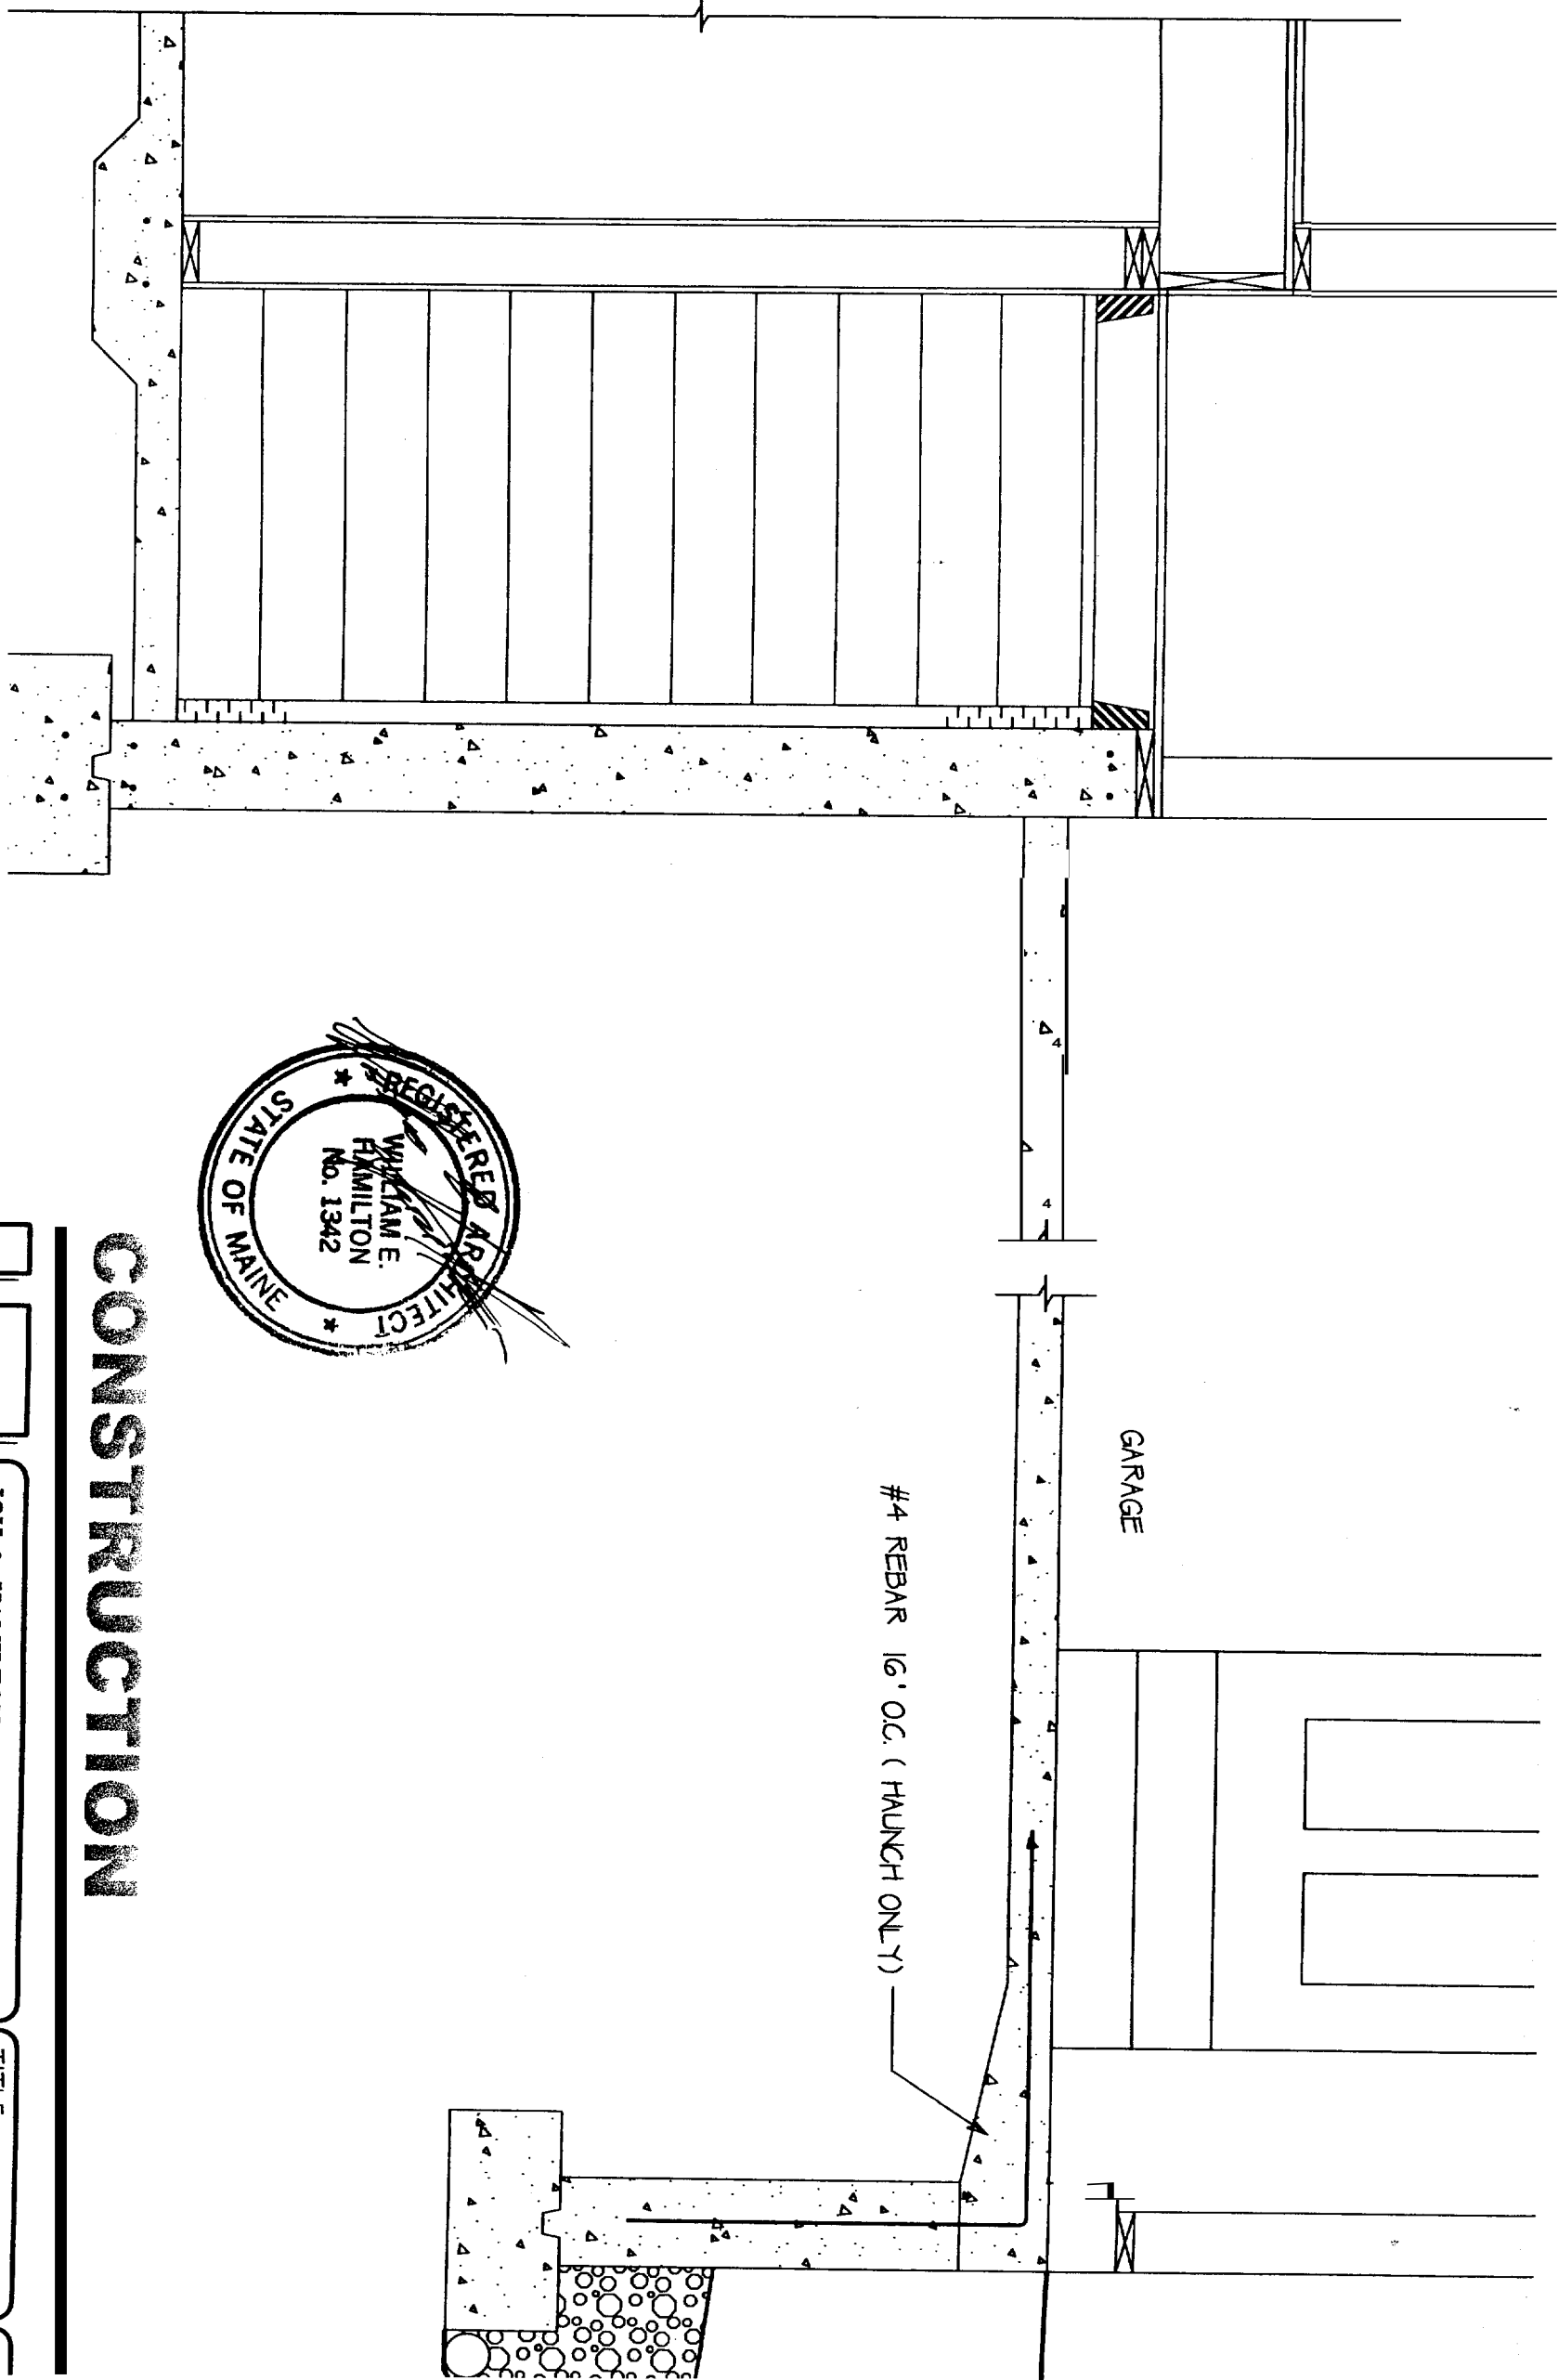 GARAGE
#4 REBAR 16' O.C. ( HAUNCH ONLY)
REGISTERED ARCHITECT
WILLIAM E.
HAMILTON
No. 1342
STATE OF MAINE
CONSTRUCTION